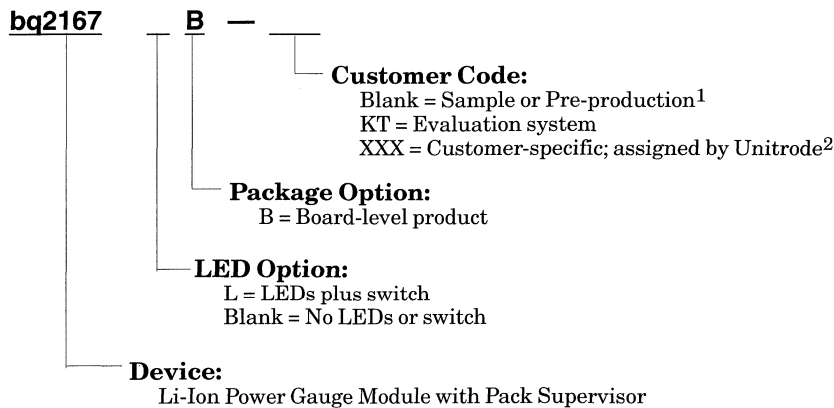 bq2167 _ B — __
Customer Code:
Blank = Sample or Pre-production1
KT = Evaluation system
XXX = Customer-specific; assigned by Unitrode2
Package Option:
B = Board-level product
LED Option:
L = LEDs plus switch
Blank = No LEDs or switch
Device:
Li-Ion Power Gauge Module with Pack Supervisor